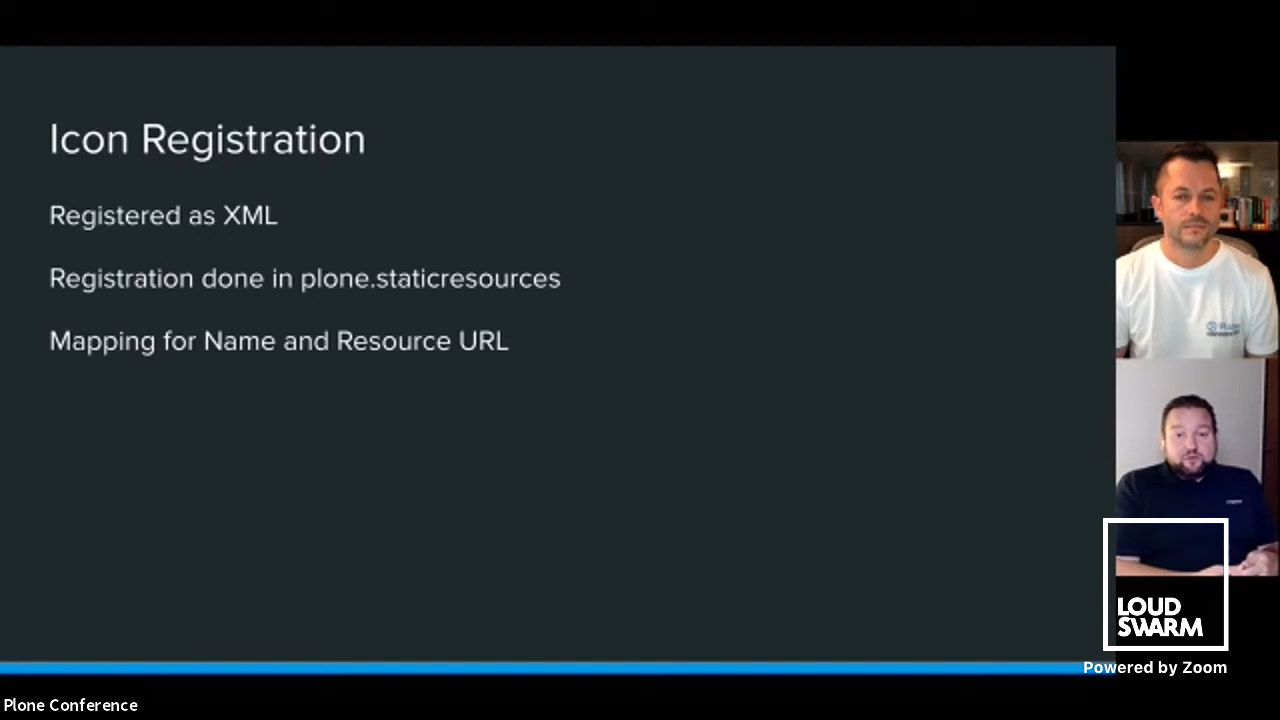 Icon Registration
Registered as XML
Registration done in plone.staticresources
Mapping for Name and Resource URL
LOUD
SWARM
Powered by Zoom
Plone Conference